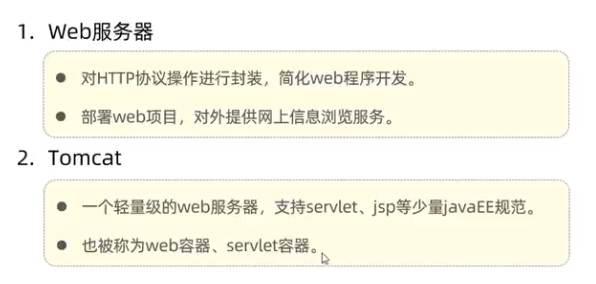 1. Web服务器
● 对HTTP协议操作进行封装，简化web程序开发。
● 部署web项目，对外提供网上信息浏览服务。
2. Tomcat
● 一个轻量级的web服务器，支持servlet、jsp等少量javaEE规范。
● 也被称为web容器、servlet容器。